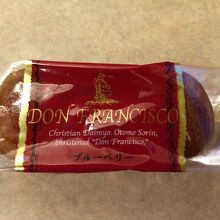 DON FRANCISCO
Christian Daimyo, Otomo Sorin,
christened "Don Francisco."
ブルーベリー